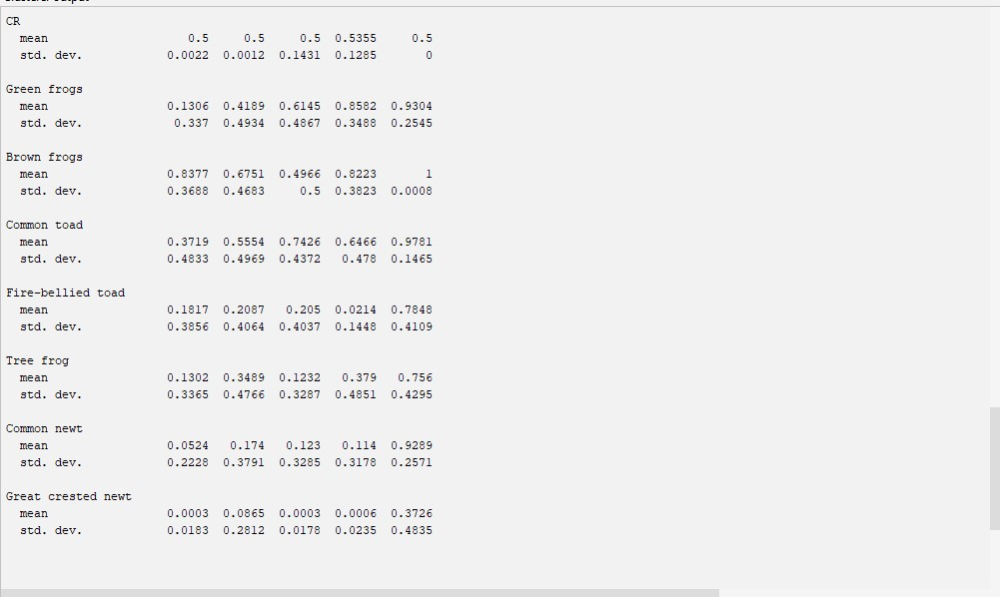 CR
mean 0.5 0.5 0.5 0.5355 0.5
std. dev. 0.0022 0.0012 0.1431 0.1285 0
Green frogs
mean 0.1306 0.4189 0.6145 0.8582 0.9304
std. dev. 0.337 0.4934 0.4867 0.3488 0.2545
Brown frogs
mean 0.8377 0.6751 0.4966 0.8223 1
std. dev. 0.3688 0.4683 0.5 0.3823 0.0008
Common toad
mean 0.3719 0.5554 0.7426 0.6466 0.9781
std. dev. 0.4833 0.4969 0.4372 0.478 0.1465
Fire-bellied toad
mean 0.1817 0.2087 0.205 0.0214 0.7848
std. dev. 0.3856 0.4064 0.4037 0.1448 0.4109
Tree frog
mean 0.1302 0.3489 0.1232 0.379 0.756
std. dev. 0.3365 0.4766 0.3287 0.4851 0.4295
Common newt
mean 0.0524 0.174 0.123 0.114 0.9289
std. dev. 0.2228 0.3791 0.3285 0.3178 0.2571
Great crested newt
mean 0.0003 0.0865 0.0003 0.0006 0.3726
std. dev. 0.0183 0.2812 0.0178 0.0235 0.4835